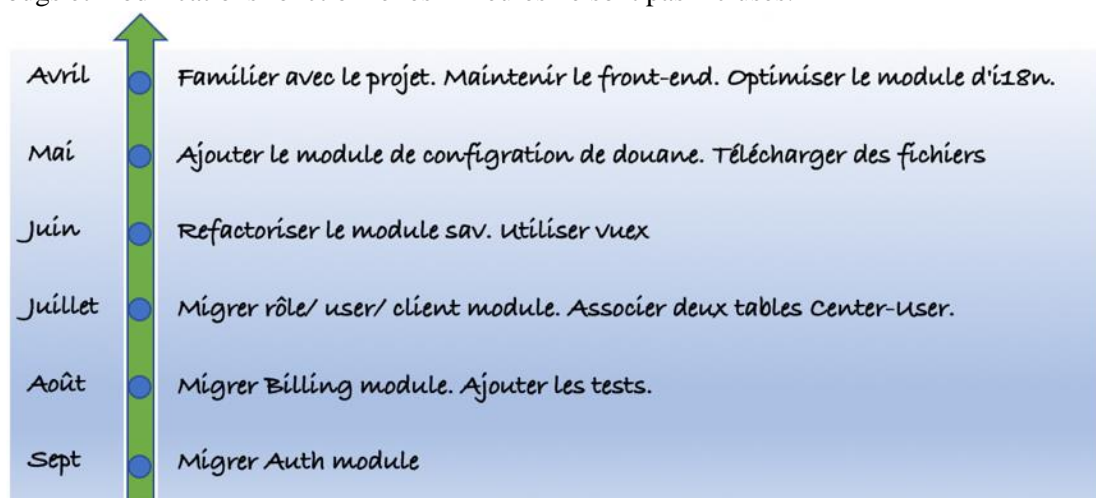 Avril Familier avec le projet. Maintenir le front-end. Optimiser le module d'i18n.
Mai Ajouter le module de configration de douane. Télécharger des fichiers
Juin Refactoriser le module sav. Utiliser vuex
Juillet Migrer rôle/ user/ client module. Associer deux tables Center-User.
Août Migrer Billing module. Ajouter les tests.
Sept Migrer Auth module